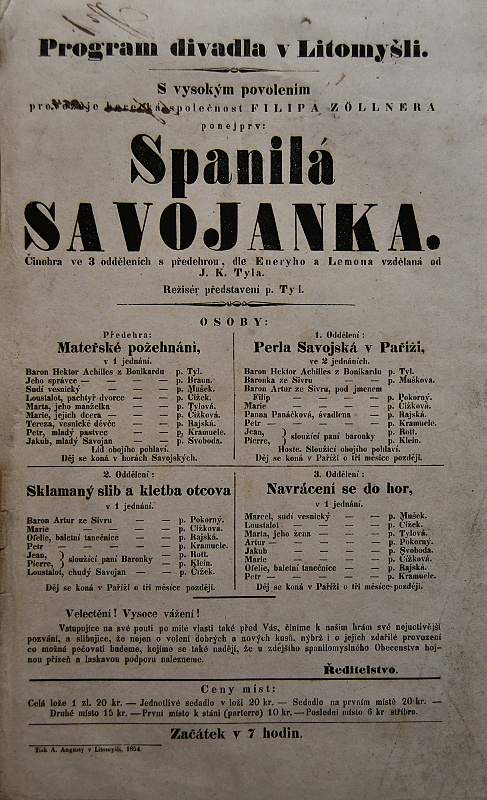 Program divadla v Litomyšli.
S vysokým povolením
provozuje herecká společnost FILIPA ZÖLLNERA
ponejprv:
Spanilá
SAVOJANKA.
Činohra ve 3 odděleních s předehrou, dle Eneryho a Lemona vzdělaná od
J. K. Tyla.
Režisér představení p. Tyl.
OSOBY:
Předehra:
Mateřské požehnání,
v 1 jednání.
Baron Hektor Achilles z Bonikardu — p. Tyl.
Jeho správce — — — — p. Braun.
Sudí vesnický — — — — p. Mušek.
Loustalot, pachtýř dvorce — — p. Čížek.
Marta, jeho manželka — — p. Tylová.
Marie, jejich dcera — — — p. Čížková.
Tereza, vesnické děvče — — p. Rajská.
Petr, mladý pastvec — — p. Kramuele.
Jakub, mladý Savojan — — p. Svoboda.
Lid obojího pohlaví.
Děj se koná v horách Savojských.
1. Oddělení:
Perla Savojská v Paříži,
ve 2 jednáních.
Baron Hektor Achilles z Bonikardu p. Tyl.
Baronka ze Sivru — — — p. Muškova.
Baron Artur ze Sivru, pod jmenem
Filip — — — — p. Pokorný.
Marie — — — — p. Čížková.
Panna Panáčková, švadlena — — p. Rajská.
Petr — — — — p. Kramuele.
Jean, } sloužící paní baronky — p. Rott.
Pierre, — p. Klein.
Hoste. Sloužící obojího pohlaví.
Děj se koná v Paříži o tři měsíce později.
2. Oddělení:
Sklamaný slib a kletba otcova
v 1 jednání.
Baron Artur ze Sivru — — p. Pokorný.
Marie — — — — p. Čížkova.
Ofelie, baletní tanečnice — — p. Rajská.
Petr — — — — p. Kramuele.
Jean, } sloužící paní Baronky — p. Rott.
Pierre, — p. Klein.
Loustalot, chudý Savojan — — p. Čížek.
Děj se koná v Paříži o tři měsíce později.
3. Oddělení:
Navrácení se do hor,
v 1 jednání.
Marcel, sudí vesnický — — — p. Mušek.
Loustalot — — — — p. Čížek.
Marta, jeho žena — — — p. Tylová.
Artur — — — — p. Pokorný.
Jakub — — — — p. Svoboda.
Marie — — — — p. Čížková.
Ofelie, baletní tanečnice — — p. Rajská.
Petr — — — — p. Kramuele.
Děj se koná v Paříži o tři měsíce později.
Velectění! Vysoce vážení!
Vstupujíce na své pouti po milé vlasti také před Vás, činíme k našim hrám své nejuctivější
pozvání, a slibujíce, že nejen o volení dobrých a nových kusů, nýbrž i o jejich zdařilé provození
co možná pečovati budeme, kojíme se také nadějí, že u zdejšího spanilomyslného Obecenstva hoj-
nou přízeň a laskavou podporu nalezneme.
Ředitelstvo.
Ceny míst:
Celá lože 1 zl. 20 kr. — Jednotlivé sedadlo v loži 20 kr. — Sedadlo na prvním místě 20 kr. —
Druhé místo 15 kr. — První místo k stání (parterre) 10 kr. — Poslední místo 6 kr stříbra.
Začátek v 7 hodin.
Tisk A. Augusty v Litomyšli, 1854.